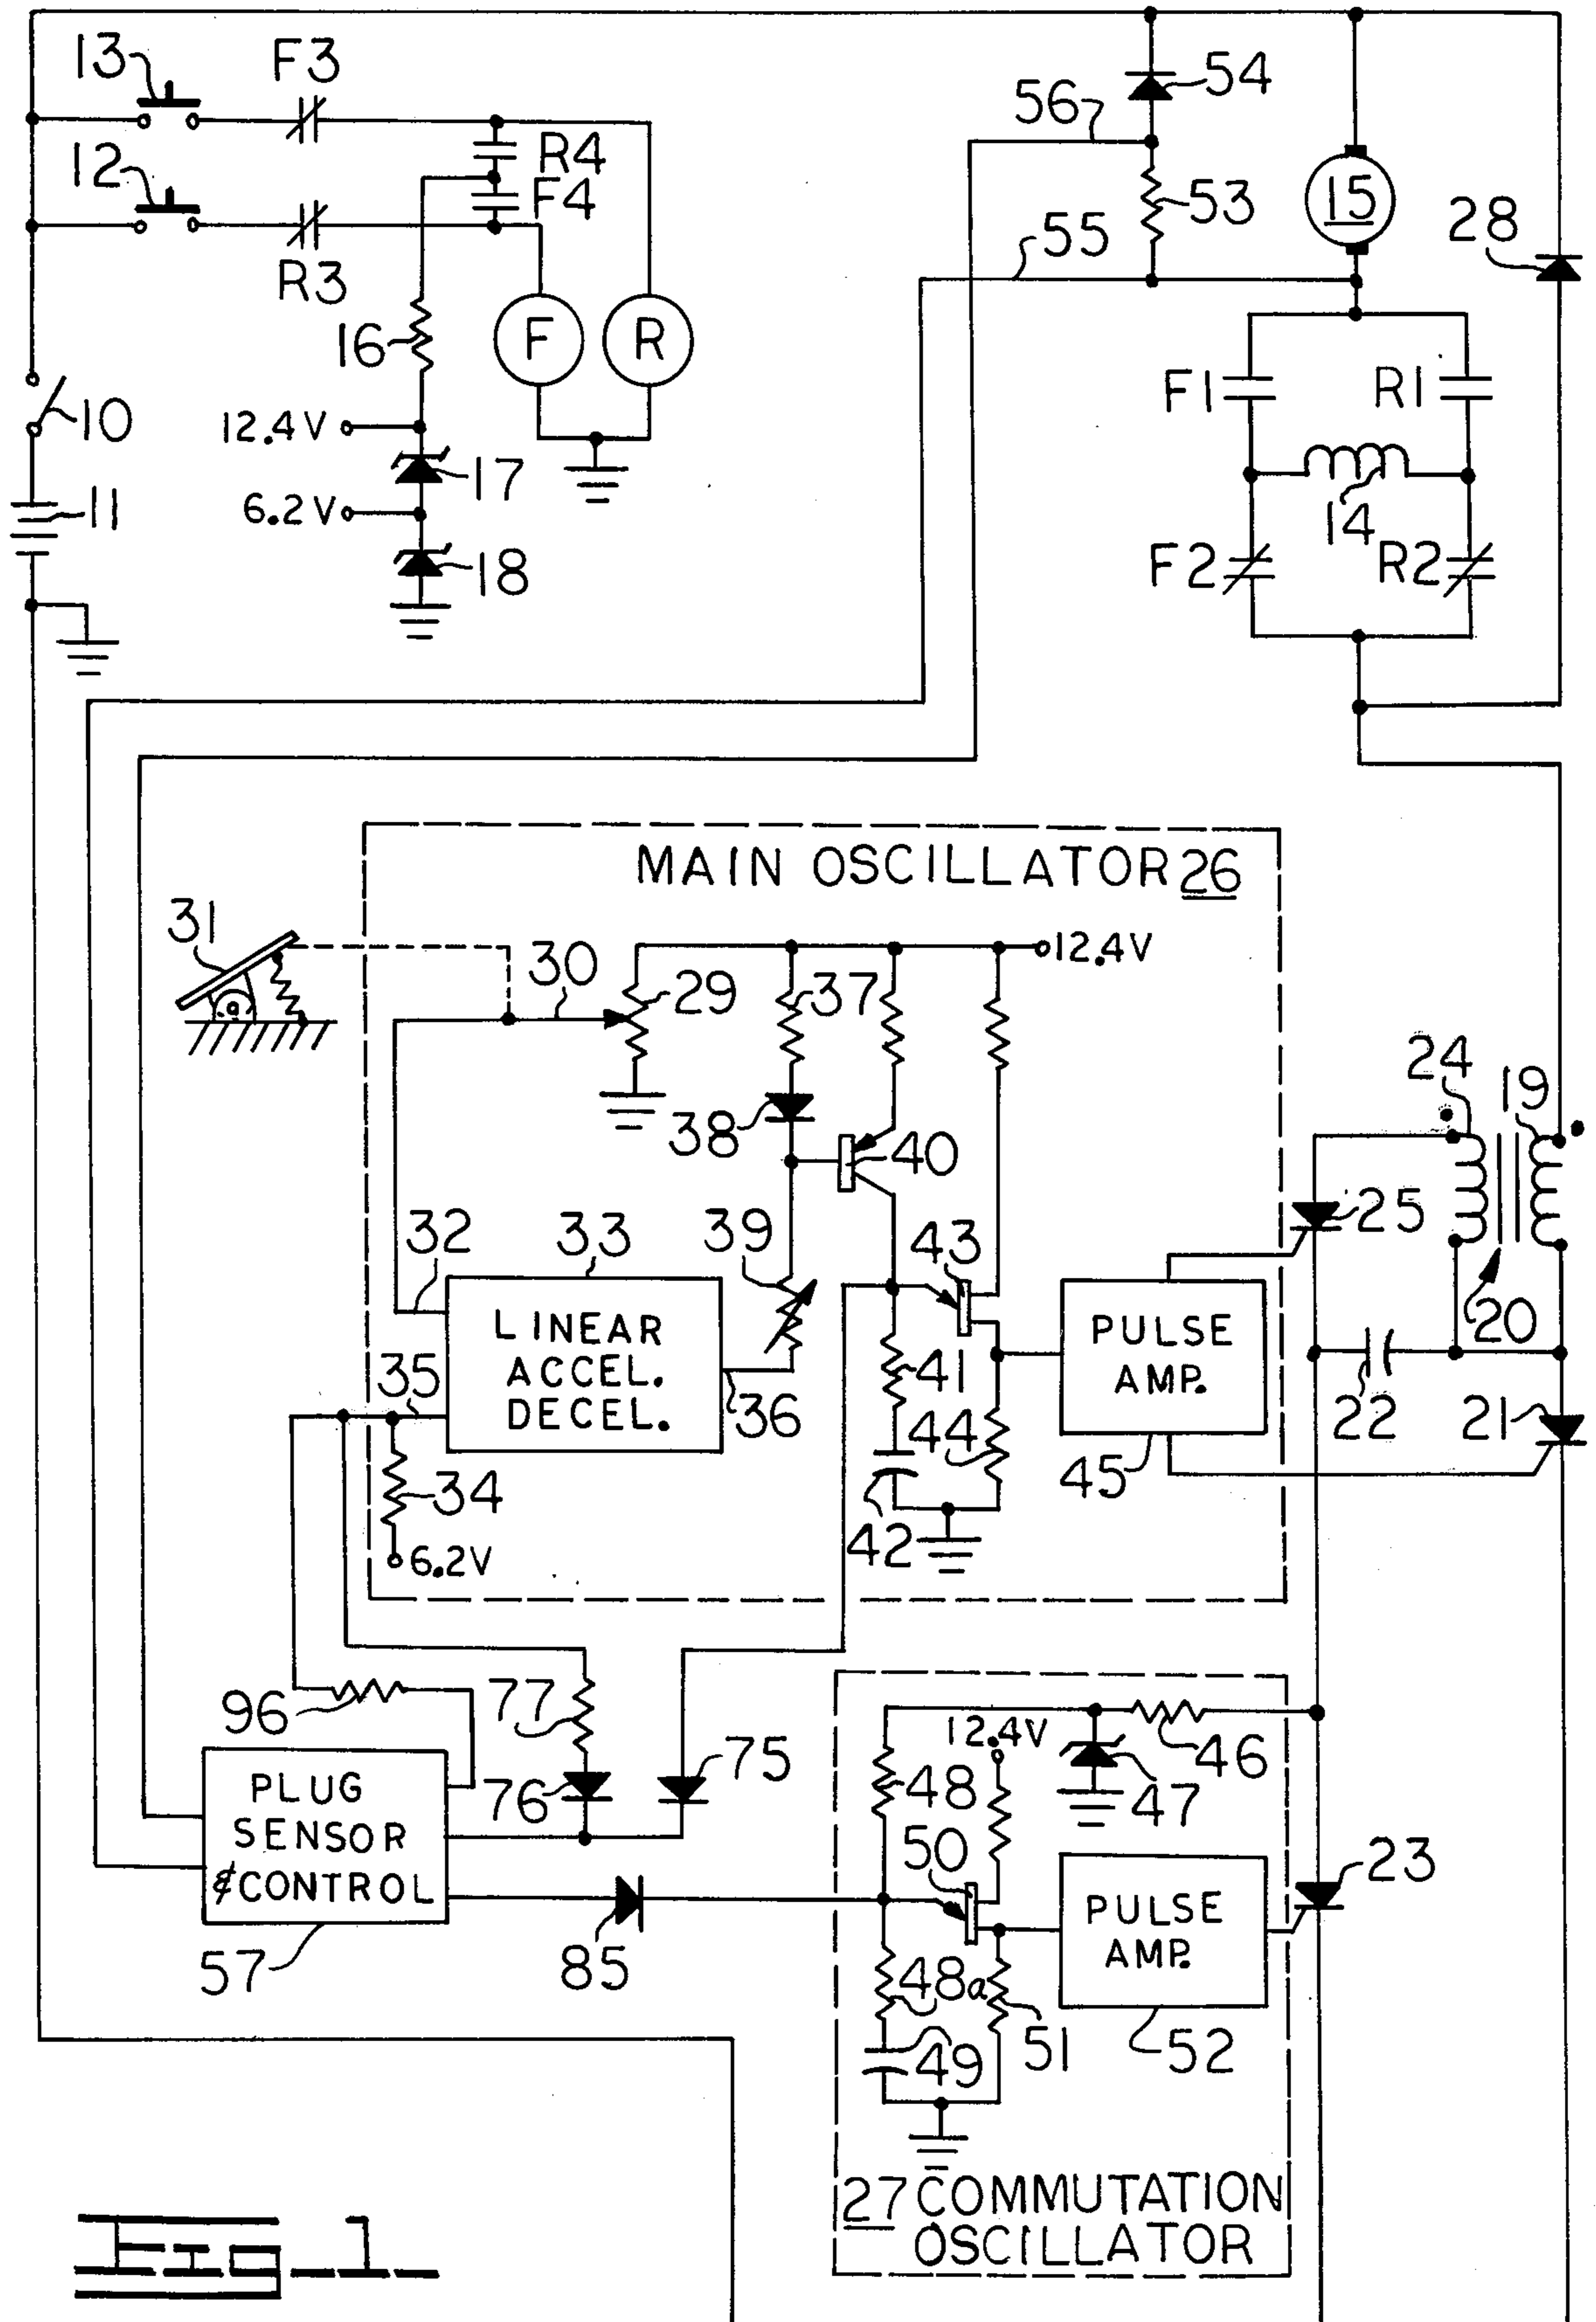 13
F3
54
56
12
R4
F4
15
53
28
55
R3
16
F
R
F1
R1
10
12.4V
17
11
6.2V
14
18
F2
R2
MAIN OSCILLATOR 26
31
12.4V
30
29
37
24
19
38
40
25
32
33
39
43
LINEAR
ACCEL.
DECEL.
PULSE
AMP.
20
35
36
41
22
21
34
44
45
42
6.2V
96
77
12.4V
46
75
76
48
47
PLUG
SENSOR
& CONTROL
50
23
PULSE
AMP.
57
85
48a
51
52
49
27 COMMUTATION
OSCILLATOR
FIG_1